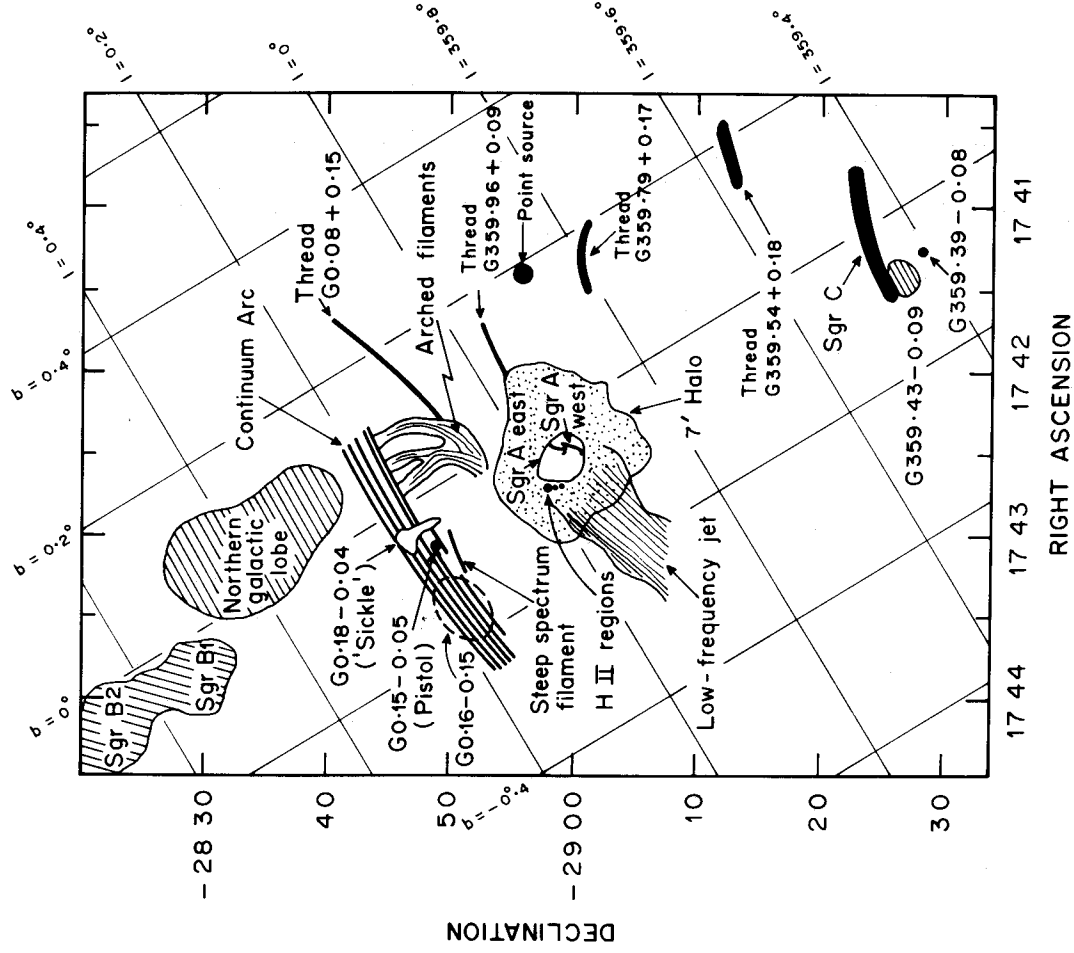 l = 0·2°
l = 0°
l = 359·8°
l = 359·6°
l = 359·4°
l = 0·4°
b = 0·4°
b = 0·2°
b = 0°
b = -0°·4
Sgr B2
Sgr B1
Northern
galactic
lobe
Continuum Arc
Thread
G0·08 + 0·15
Arched filaments
Thread
G359·96 + 0·09
Point source
Thread
G359·79 + 0·17
G0·18 - 0·04
('Sickle')
G0·15 - 0·05
(Pistol)
G0·16-0·15
Steep spectrum
filament
H II regions
Low-frequency jet
Sgr A east
Sgr A
west
7′ Halo
Thread
G359·54 + 0·18
Sgr C
G359·43-0·09
G359·39-0·08
-28 30
40
50
-29 00
10
20
30
DECLINATION
17 44
17 43
17 42
17 41
RIGHT ASCENSION